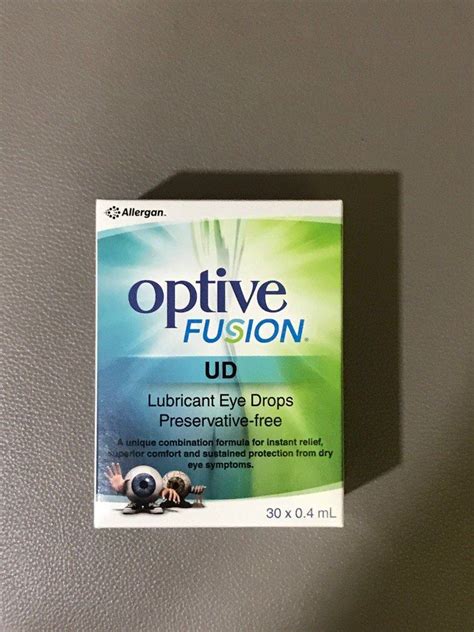 Allergan™
optive
FUSION®
UD
Lubricant Eye Drops
Preservative-free
A unique combination formula for instant relief,
superior comfort and sustained protection from dry
eye symptoms.
30 x 0.4 mL